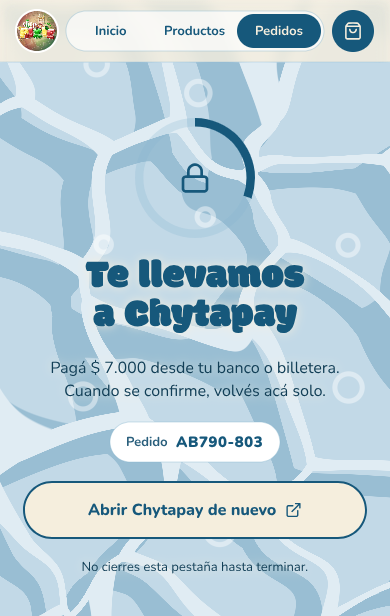 Inicio
Productos
Pedidos
Te llevamos
a Chytapay
Pagá $ 7.000 desde tu banco o billetera.
Cuando se confirme, volvés acá solo.
Pedido AB790-803
Abrir Chytapay de nuevo
No cierres esta pestaña hasta terminar.